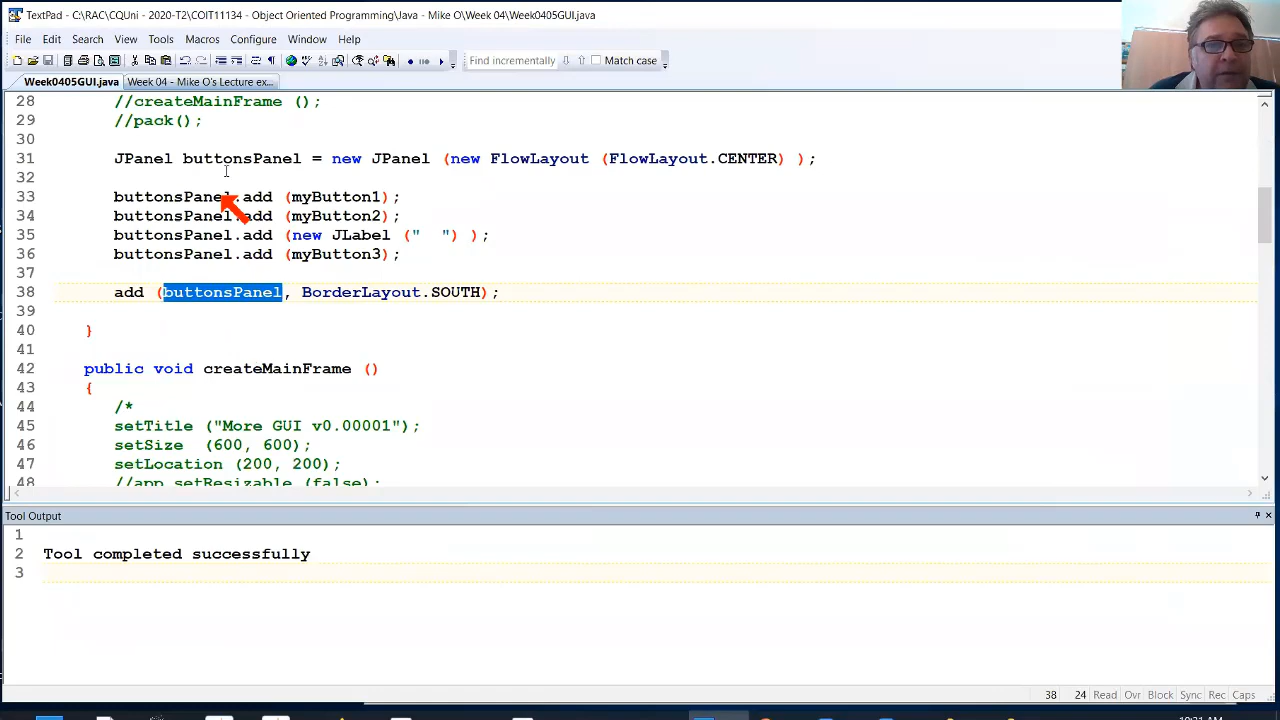 TextPad - C:\RAC\CQUni - 2020-T2\COIT11134 - Object Oriented Programming\Java - Mike O\Week 04\Week0405GUI.java
File Edit Search View Tools Macros Configure Window Help
Find incrementally Match case
Week0405GUI.java Week 04 - Mike O's Lecture ex...
28 //createMainFrame ();
29 //pack();
30
31 JPanel buttonsPanel = new JPanel (new FlowLayout (FlowLayout.CENTER) );
32
33 buttonsPanel.add (myButton1);
34 buttonsPanel.add (myButton2);
35 buttonsPanel.add (new JLabel ("  ") );
36 buttonsPanel.add (myButton3);
37
38 add (buttonsPanel, BorderLayout.SOUTH);
39
40 }
41
42 public void createMainFrame ()
43 {
44 /*
45 setTitle ("More GUI v0.00001");
46 setSize  (600, 600);
47 setLocation (200, 200);
48 //app setResizable (false);
Tool Output
1
2 Tool completed successfully
3
38 24 Read Ovr Block Sync Rec Caps